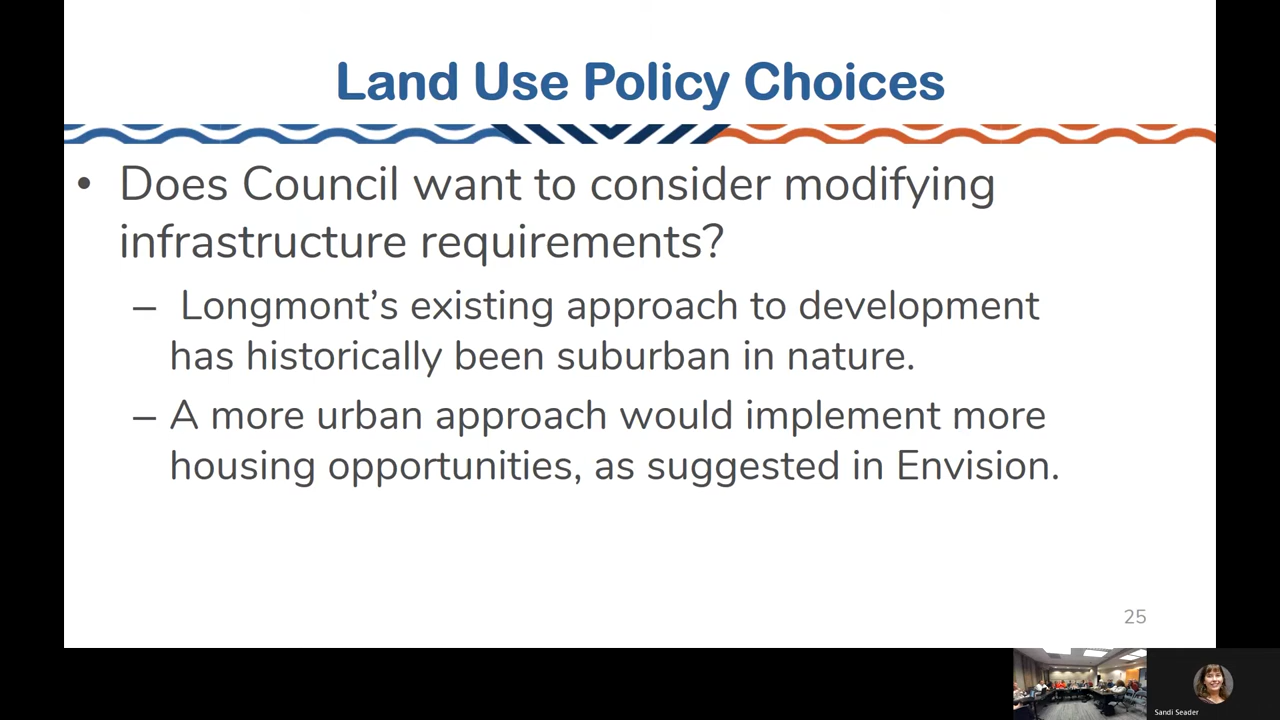 Land Use Policy Choices
• Does Council want to consider modifying
infrastructure requirements?
– Longmont’s existing approach to development
has historically been suburban in nature.
– A more urban approach would implement more
housing opportunities, as suggested in Envision.
25
Sandi Seader